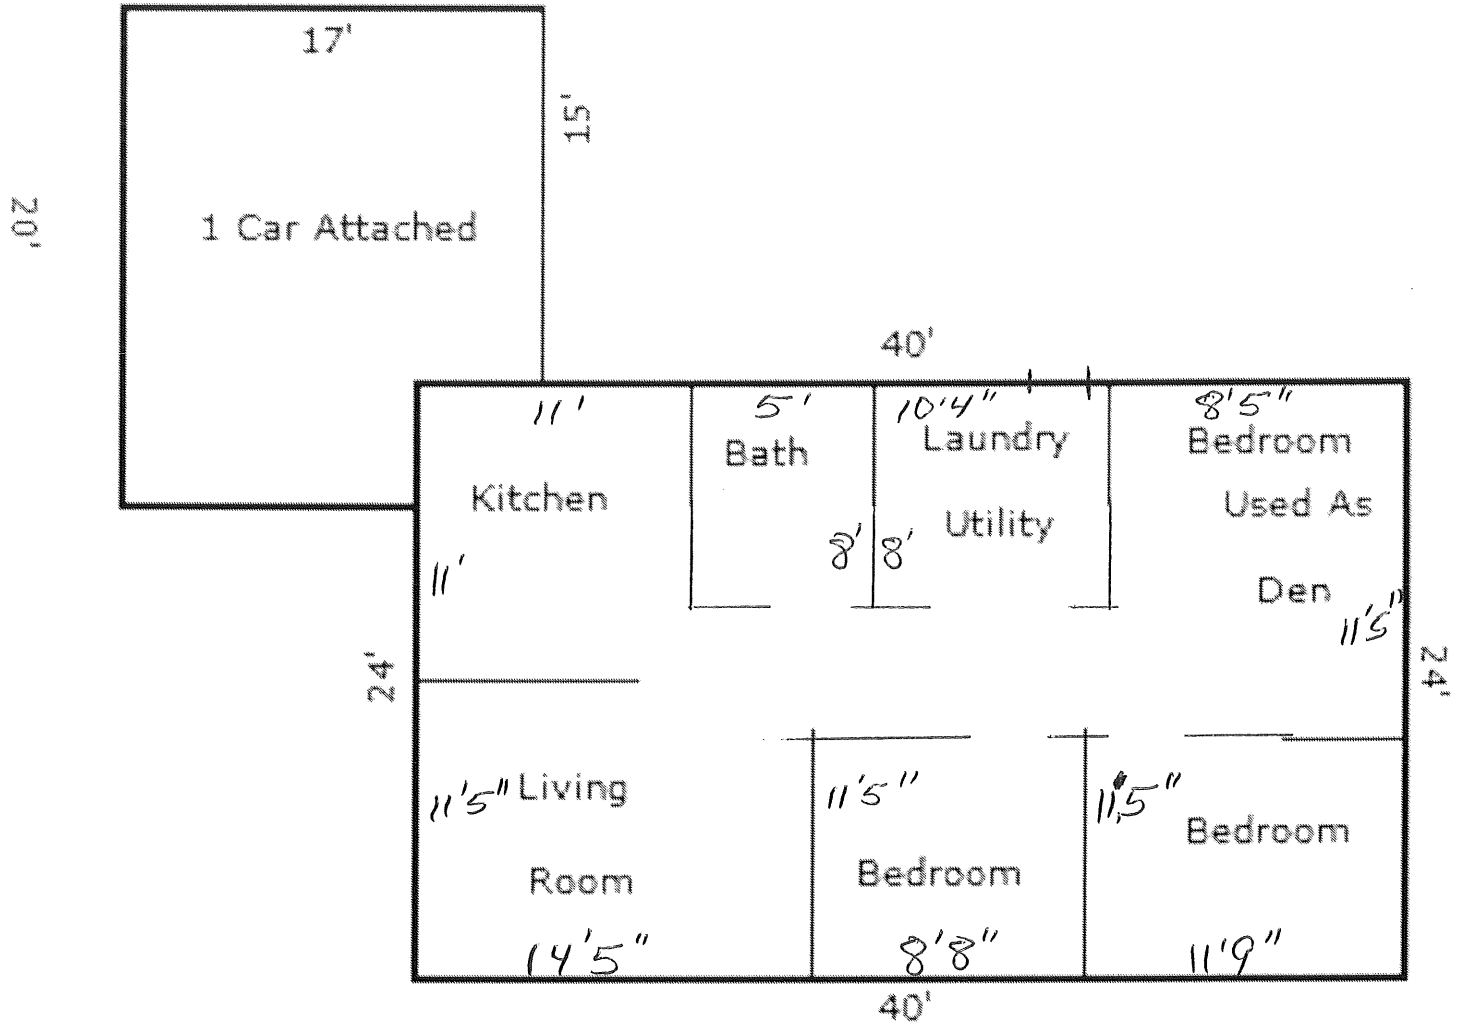 17'
15'
20'
1 Car Attached
40'
11'
5'
10'4"
8'5"
Bath
Laundry
Bedroom
Kitchen
Utility
Used As
8'
8'
11'
Den
11'5"
24'
24'
11'5"
Living
11'5"
11,5"
Bedroom
Room
Bedroom
14'5"
8'8"
11'9"
40'